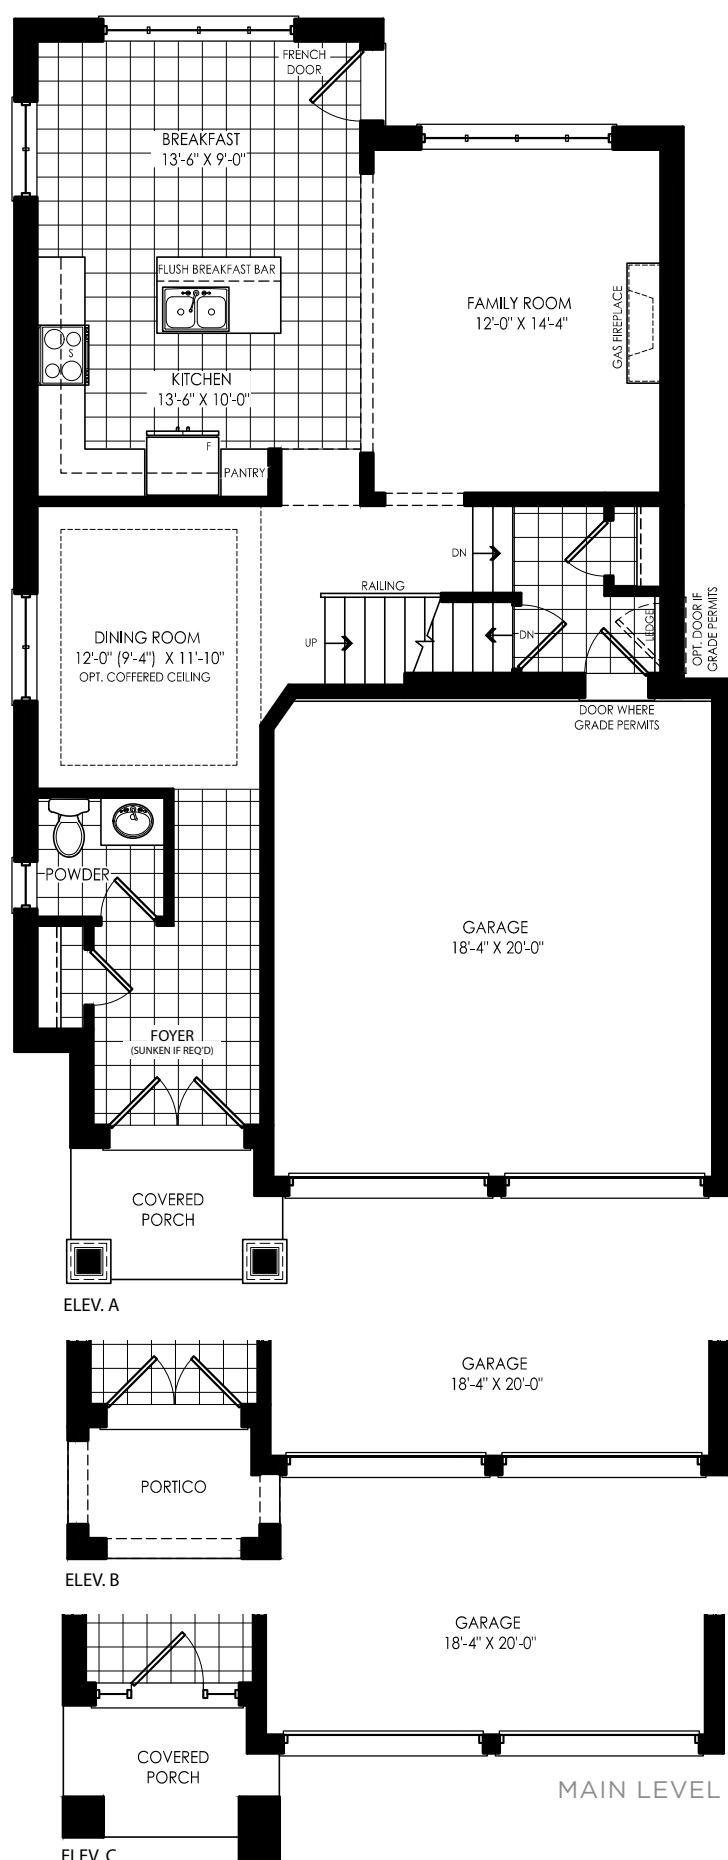 FRENCH
DOOR
BREAKFAST
13'-6" X 9'-0"
FLUSH BREAKFAST BAR
FAMILY ROOM
12'-0" X 14'-4"
GAS FIREPLACE
S
KITCHEN
13'-6" X 10'-0"
F
PANTRY
DN
RAILING
UP
DN
LEDGE
OPT. DOOR IF
GRADE PERMITS
DINING ROOM
12'-0" (9'-4") X 11'-10"
OPT. COFFERED CEILING
DOOR WHERE
GRADE PERMITS
POWDER
GARAGE
18'-4" X 20'-0"
FOYER
(SUNKEN IF REQ'D)
COVERED
PORCH
ELEV. A
GARAGE
18'-4" X 20'-0"
PORTICO
ELEV. B
GARAGE
18'-4" X 20'-0"
COVERED
PORCH
MAIN LEVEL
ELEV. C